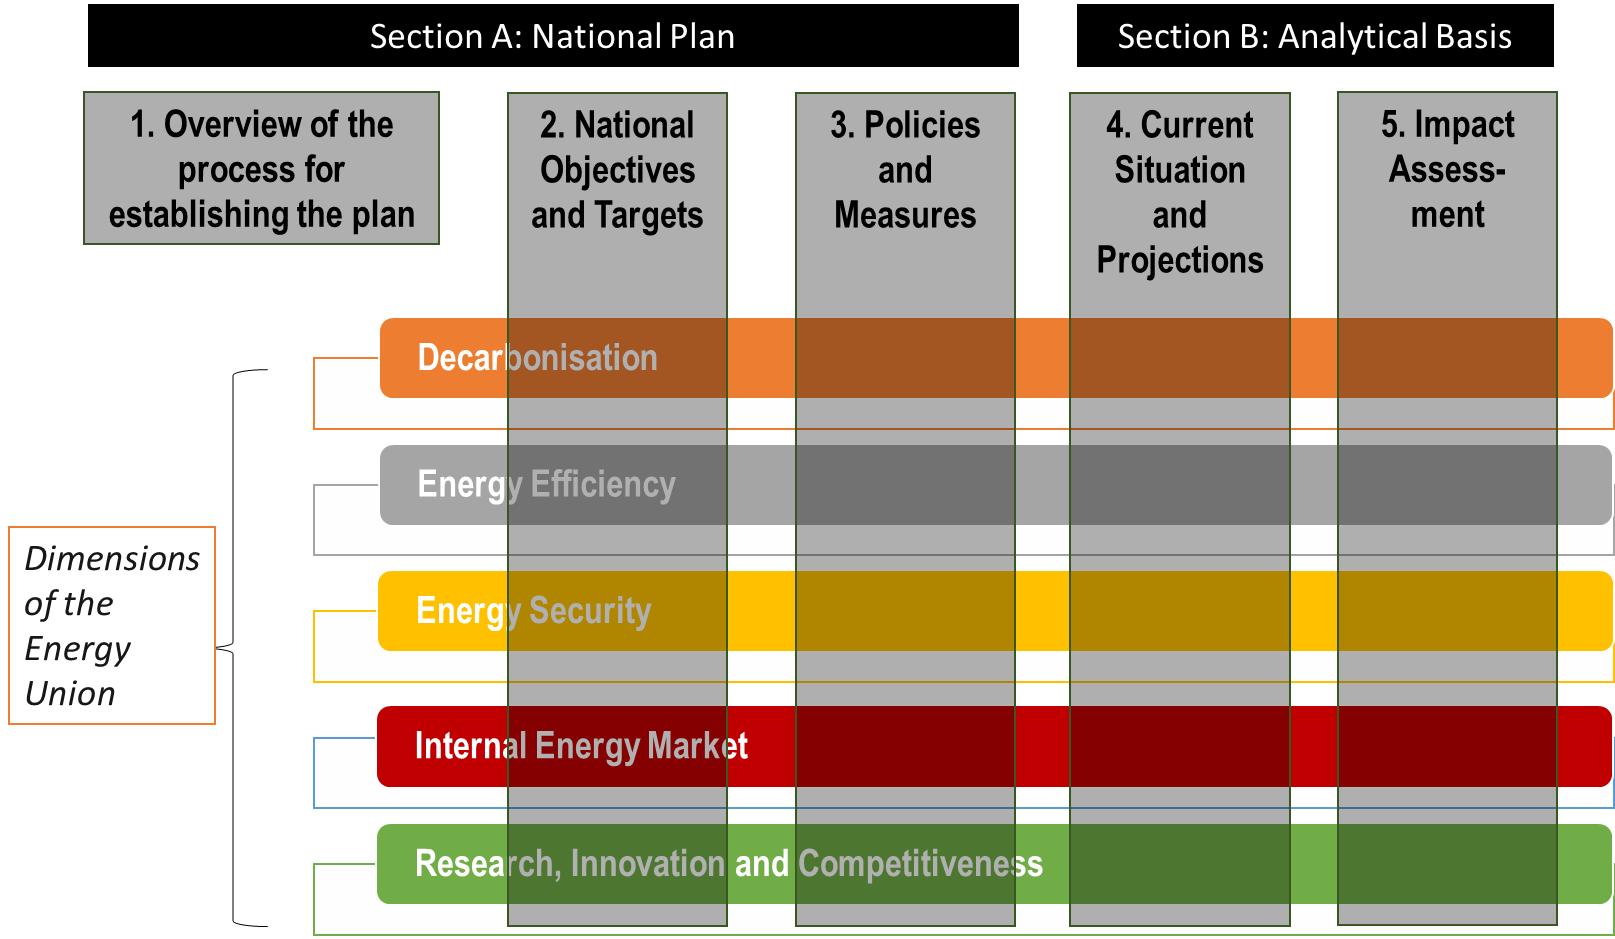 Section A: National Plan
Section B: Analytical Basis
1. Overview of the
process for
establishing the plan
2. National
Objectives
and Targets
3. Policies
and
Measures
4. Current
Situation
and
Projections
5. Impact
Assess-
ment
Decarbonisation
Energy Efficiency
Energy Security
Internal Energy Market
Research, Innovation and Competitiveness
Dimensions
of the
Energy
Union